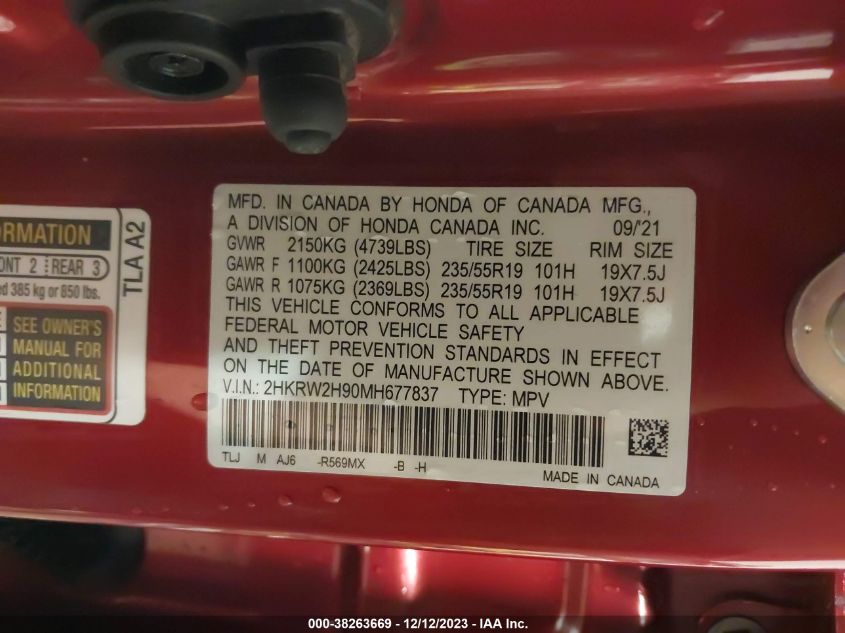 ORMATION
ONT 2 REAR 3
ed 385 kg or 850 lbs.
SEE OWNER'S
MANUAL FOR
ADDITIONAL
INFORMATION
TLA A2
MFD. IN CANADA BY HONDA OF CANADA MFG.,
A DIVISION OF HONDA CANADA INC. 09/'21
GVWR 2150KG (4739LBS) TIRE SIZE RIM SIZE
GAWR F 1100KG (2425LBS) 235/55R19 101H 19X7.5J
GAWR R 1075KG (2369LBS) 235/55R19 101H 19X7.5J
THIS VEHICLE CONFORMS TO ALL APPLICABLE
FEDERAL MOTOR VEHICLE SAFETY
AND THEFT PREVENTION STANDARDS IN EFFECT
ON THE DATE OF MANUFACTURE SHOWN ABOVE.
V.I.N.: 2HKRW2H90MH677837 TYPE: MPV
TLJ M AJ6 -R569MX -B -H
MADE IN CANADA
000-38263669 - 12/12/2023 - IAA Inc.